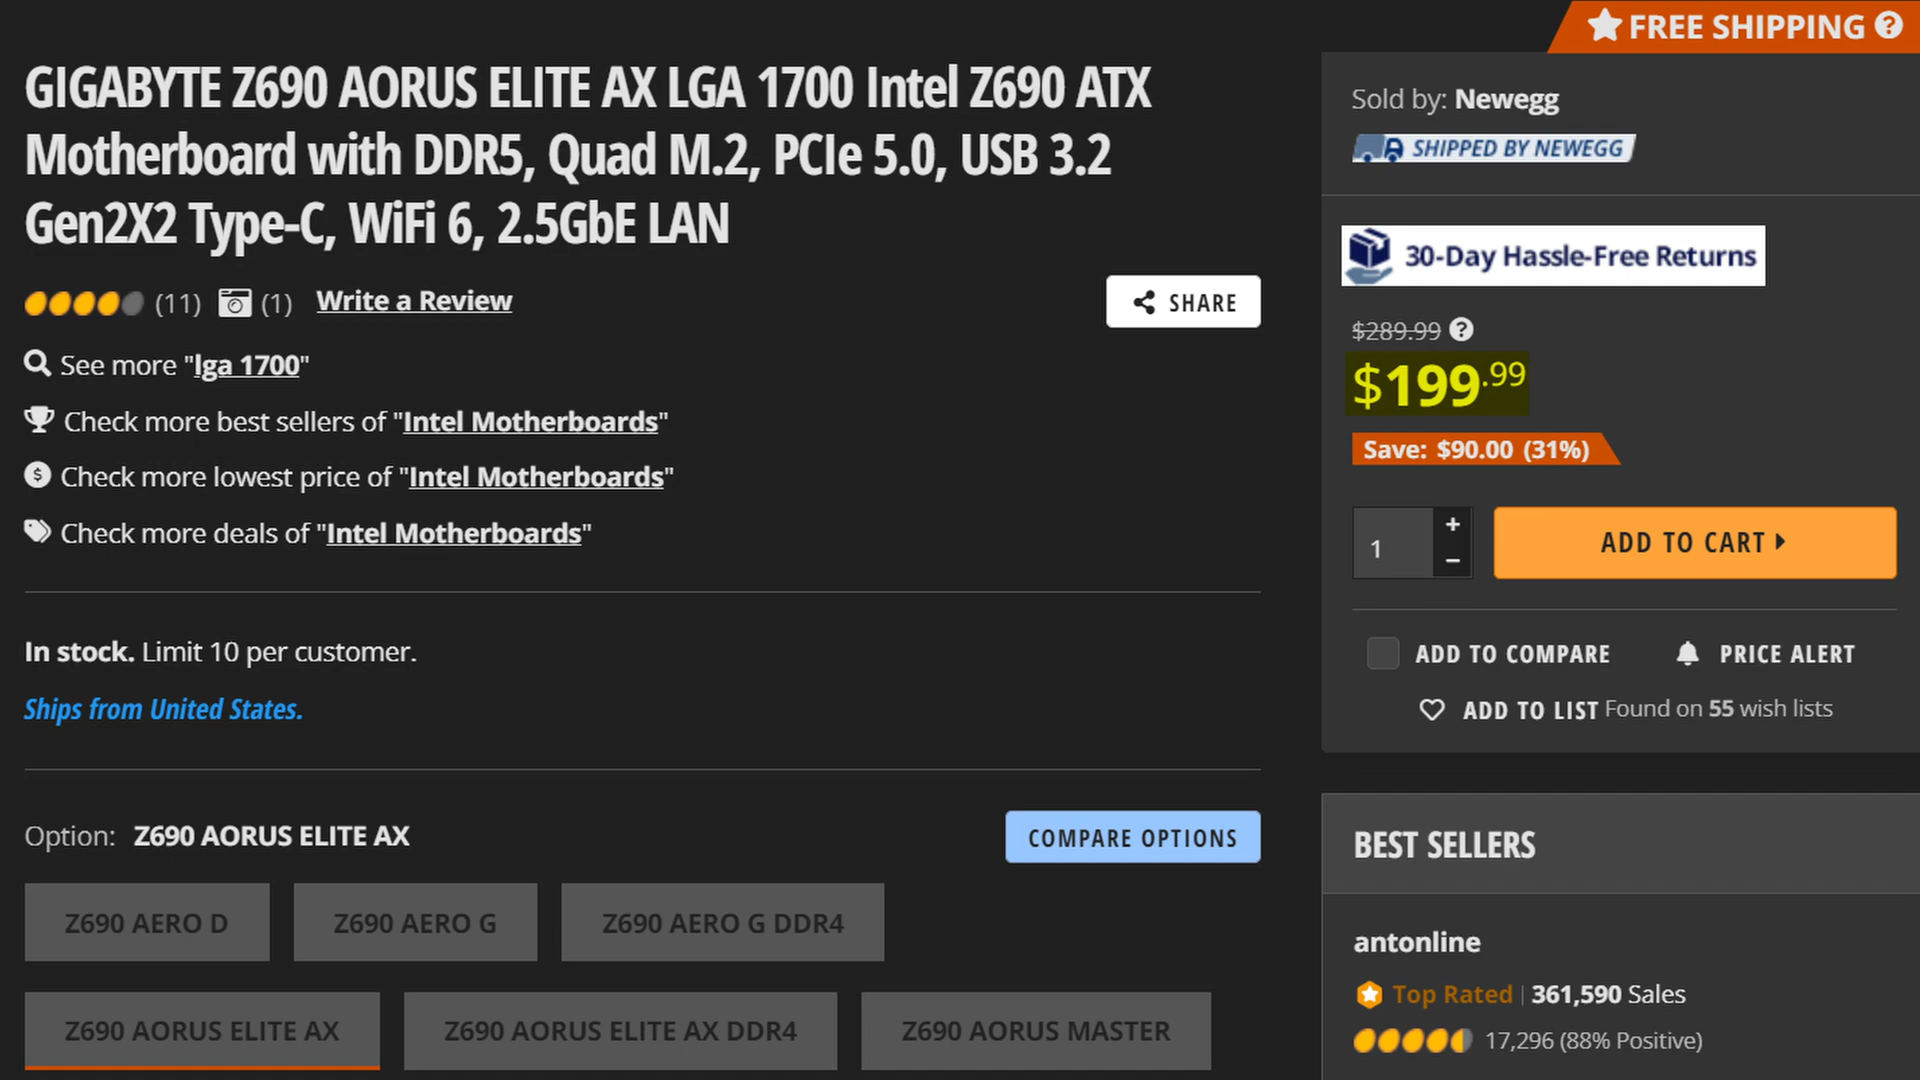 FREE SHIPPING ?
GIGABYTE Z690 AORUS ELITE AX LGA 1700 Intel Z690 ATX
Motherboard with DDR5, Quad M.2, PCIe 5.0, USB 3.2
Gen2X2 Type-C, WiFi 6, 2.5GbE LAN
(11) (1) Write a Review
SHARE
See more "lga 1700"
Check more best sellers of "Intel Motherboards"
$ Check more lowest price of "Intel Motherboards"
Check more deals of "Intel Motherboards"
In stock. Limit 10 per customer.
Ships from United States.
Option: Z690 AORUS ELITE AX
COMPARE OPTIONS
Z690 AERO D
Z690 AERO G
Z690 AERO G DDR4
Z690 AORUS ELITE AX
Z690 AORUS ELITE AX DDR4
Z690 AORUS MASTER
Sold by: Newegg
SHIPPED BY NEWEGG
30-Day Hassle-Free Returns
$289.99 ?
$199.99
Save: $90.00 (31%)
1
+
−
ADD TO CART
ADD TO COMPARE
PRICE ALERT
ADD TO LIST Found on 55 wish lists
BEST SELLERS
antonline
Top Rated | 361,590 Sales
17,296 (88% Positive)